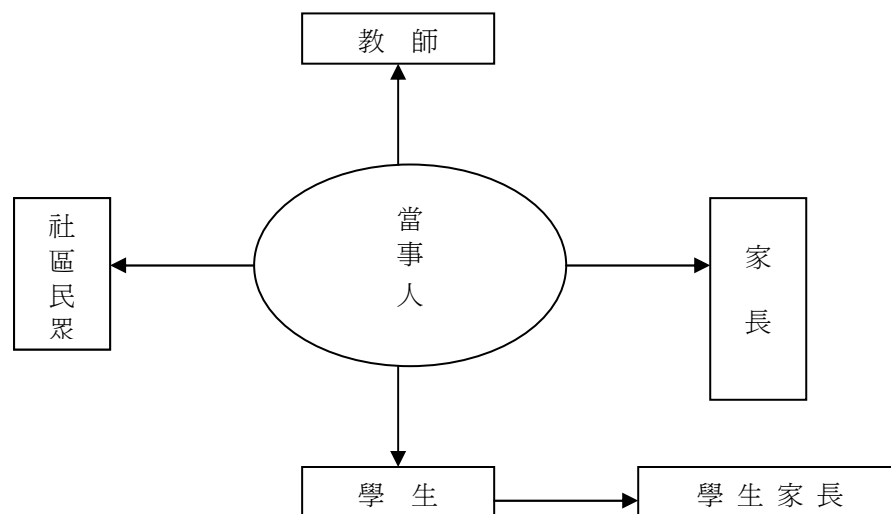 教 師
當事人
社區民眾
家長
學 生
學 生 家 長